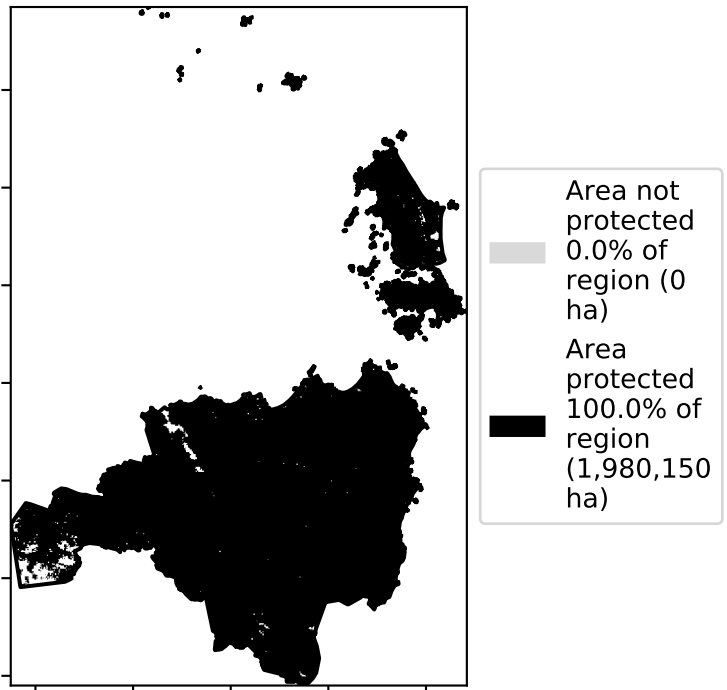 Area not
protected
0.0% of
region (0
ha)
Area
protected
100.0% of
region
(1,980,150
ha)